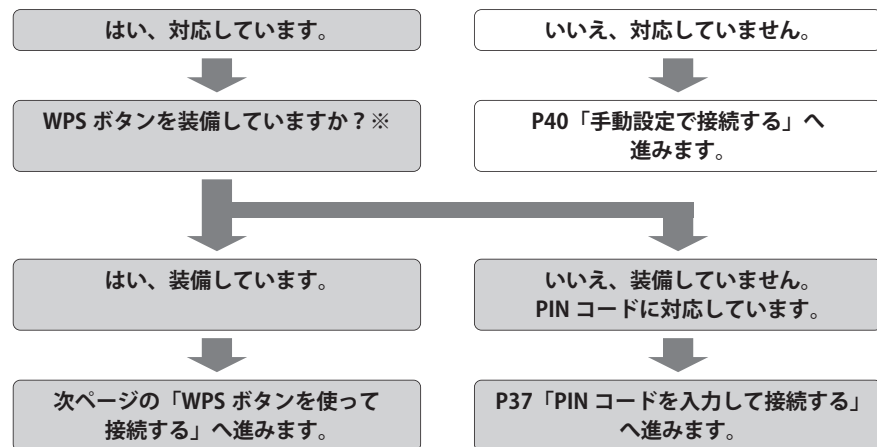 はい、対応しています。
いいえ、対応していません。
WPS ボタンを装備していますか?※
P40「手動設定で接続する」へ
進みます。
はい、装備しています。
いいえ、装備していません。
PIN コードに対応しています。
次ページの「WPS ボタンを使って
接続する」へ進みます。
P37「PIN コードを入力して接続する」
へ進みます。